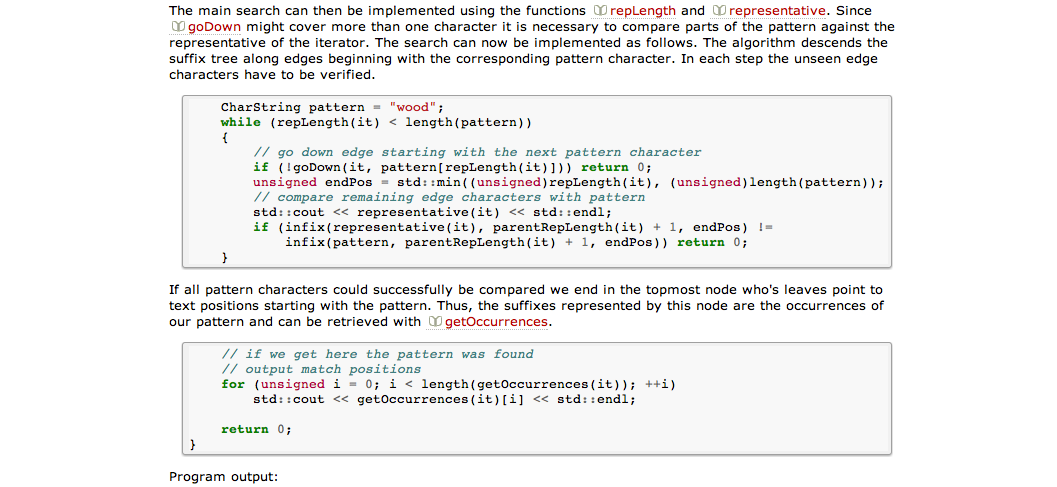 The main search can then be implemented using the functions repLength and representative. Since
goDown might cover more than one character it is necessary to compare parts of the pattern against the
representative of the iterator. The search can now be implemented as follows. The algorithm descends the
suffix tree along edges beginning with the corresponding pattern character. In each step the unseen edge
characters have to be verified.
CharString pattern = "wood";
while (repLength(it) < length(pattern))
{
// go down edge starting with the next pattern character
if (!goDown(it, pattern[repLength(it)])) return 0;
unsigned endPos = std::min((unsigned)repLength(it), (unsigned)length(pattern));
// compare remaining edge characters with pattern
std::cout << representative(it) << std::endl;
if (infix(representative(it), parentRepLength(it) + 1, endPos) !=
infix(pattern, parentRepLength(it) + 1, endPos)) return 0;
}
If all pattern characters could successfully be compared we end in the topmost node who's leaves point to
text positions starting with the pattern. Thus, the suffixes represented by this node are the occurrences of
our pattern and can be retrieved with getOccurrences.
// if we get here the pattern was found
// output match positions
for (unsigned i = 0; i < length(getOccurrences(it)); ++i)
std::cout << getOccurrences(it)[i] << std::endl;
return 0;
}
Program output: